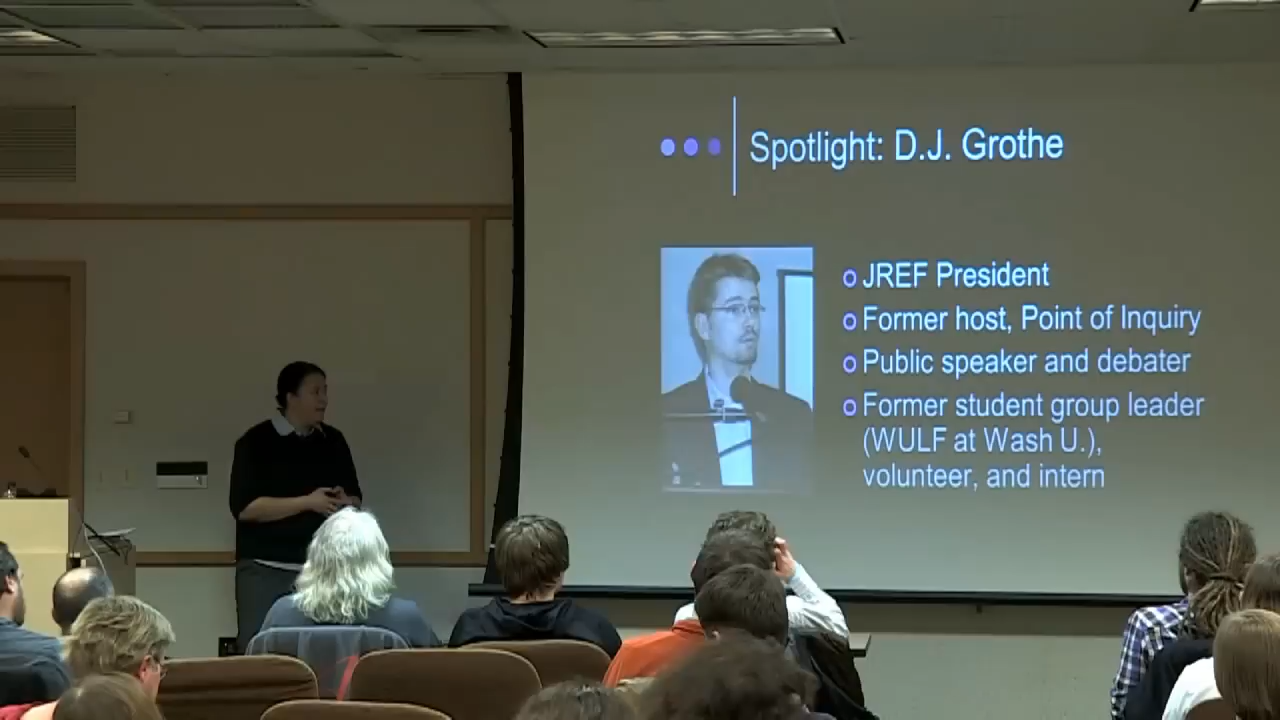 Spotlight: D.J. Grothe
JREF President
Former host, Point of Inquiry
Public speaker and debater
Former student group leader
(WULF at Wash U.),
volunteer, and intern